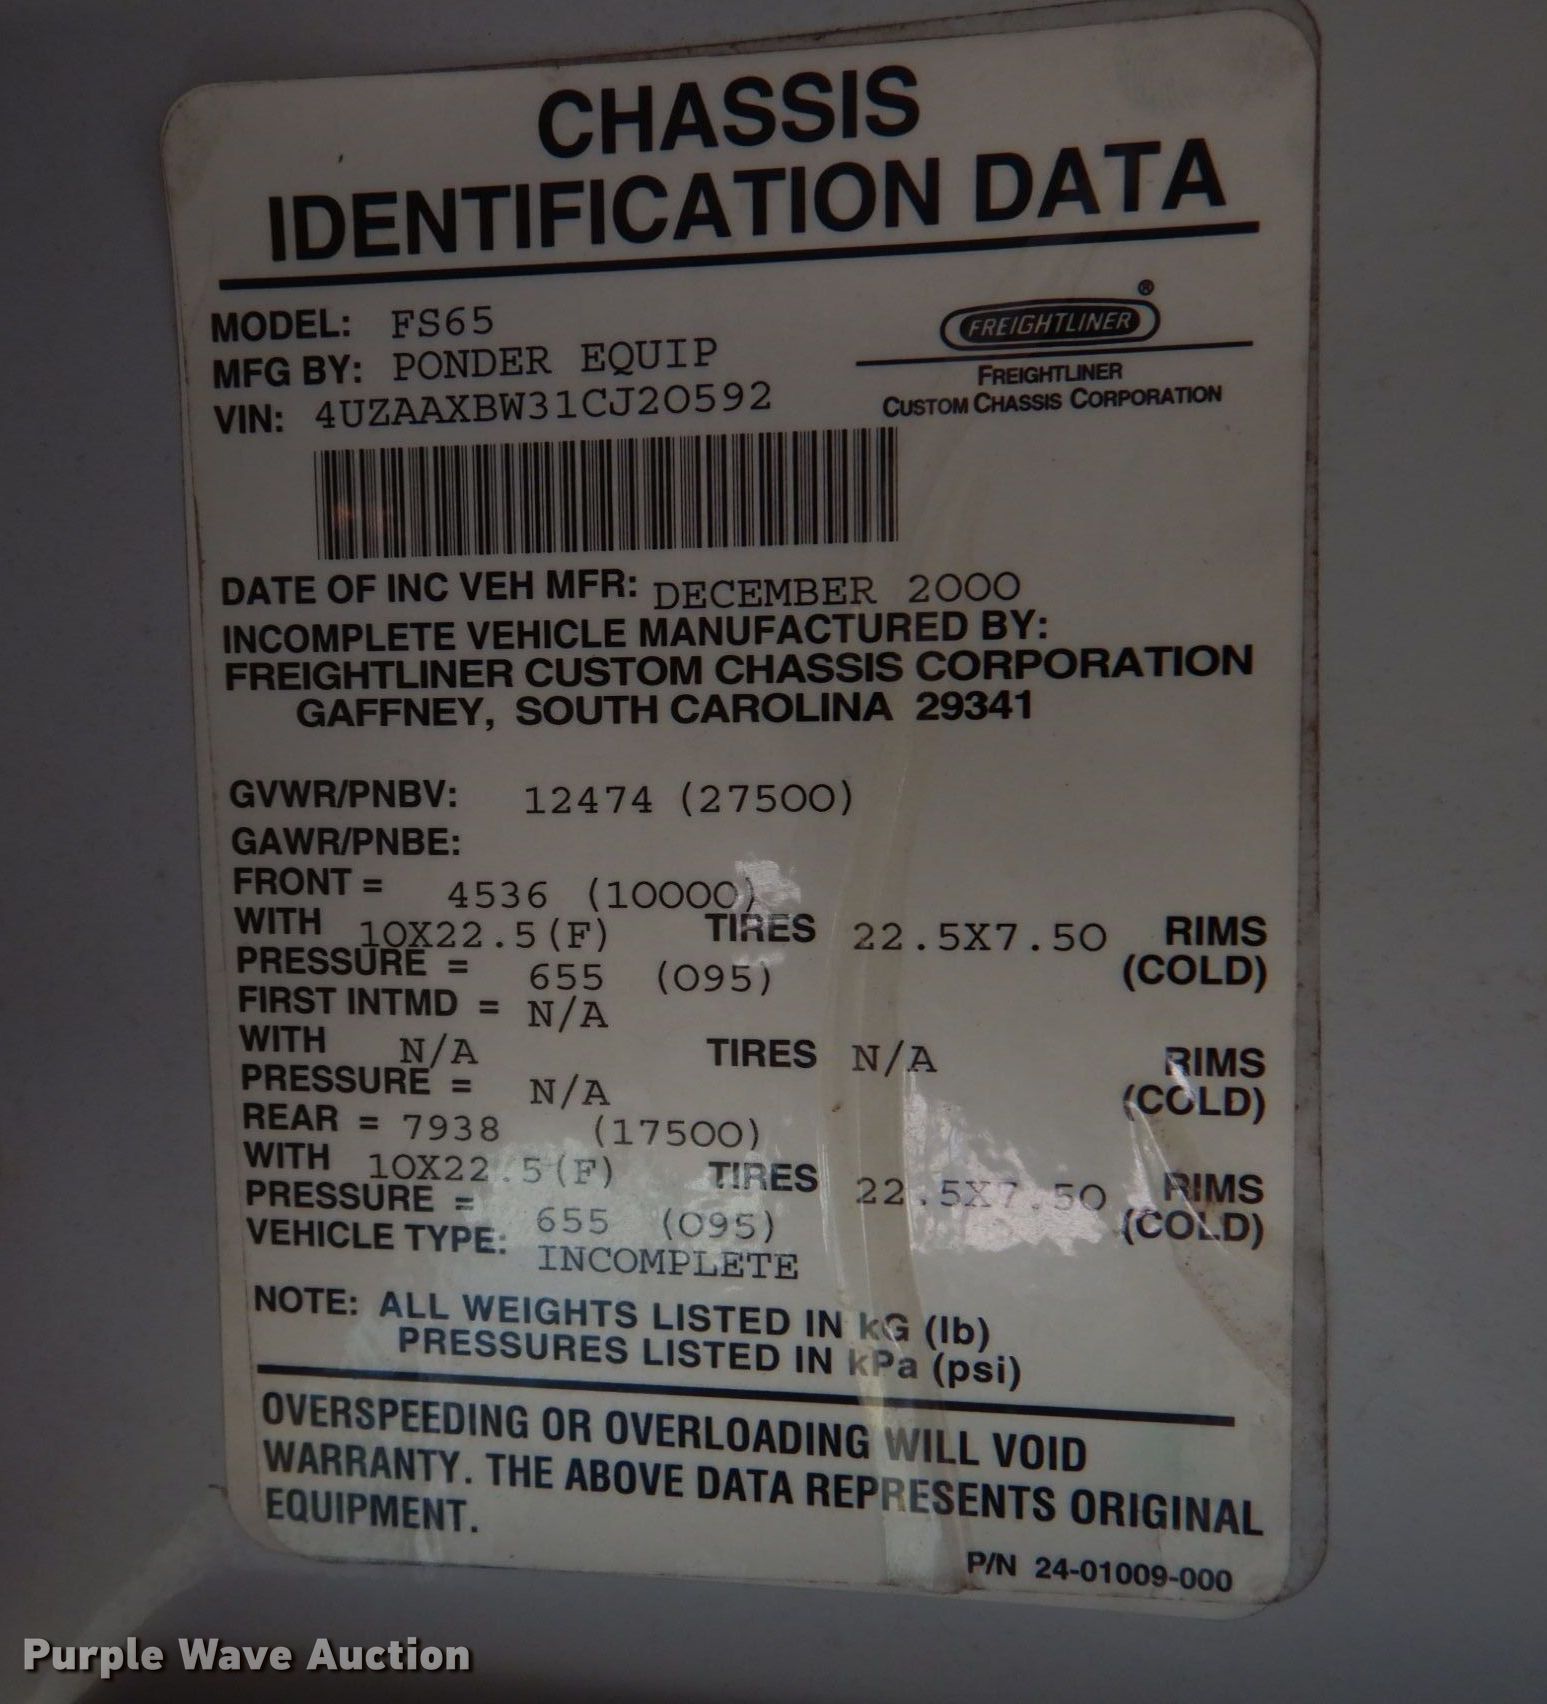 CHASSIS
IDENTIFICATION DATA
MODEL: FS65
MFG BY: PONDER EQUIP
VIN: 4UZAAXBW31CJ20592
FREIGHTLINER ®
FREIGHTLINER
CUSTOM CHASSIS CORPORATION
DATE OF INC VEH MFR: DECEMBER 2000
INCOMPLETE VEHICLE MANUFACTURED BY:
FREIGHTLINER CUSTOM CHASSIS CORPORATION
GAFFNEY, SOUTH CAROLINA 29341
GVWR/PNBV: 12474 (27500)
GAWR/PNBE:
FRONT = 4536 (10000)
WITH 10X22.5(F) TIRES 22.5X7.50 RIMS
PRESSURE = 655 (095) (COLD)
FIRST INTMD = N/A
WITH N/A TIRES N/A RIMS
PRESSURE = N/A (COLD)
REAR = 7938 (17500)
WITH 10X22.5(F) TIRES 22.5X7.50 RIMS
PRESSURE = 655 (095) (COLD)
VEHICLE TYPE: INCOMPLETE
NOTE: ALL WEIGHTS LISTED IN kG (lb)
PRESSURES LISTED IN kPa (psi)
OVERSPEEDING OR OVERLOADING WILL VOID
WARRANTY. THE ABOVE DATA REPRESENTS ORIGINAL
EQUIPMENT.
P/N 24-01009-000
Purple Wave Auction